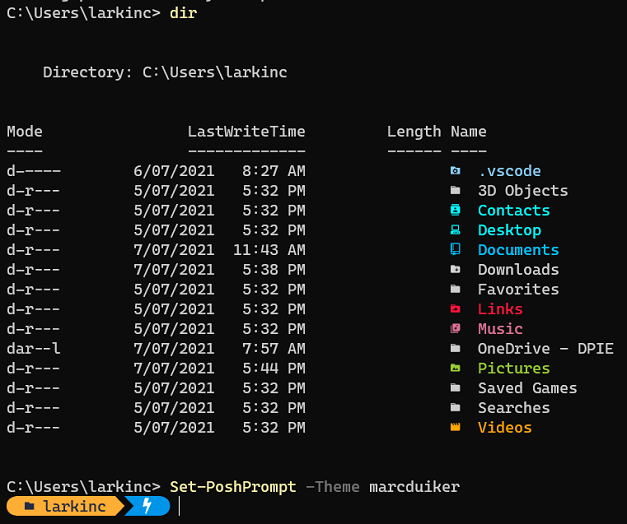 C:\Users\larkinc> dir
Directory: C:\Users\larkinc
Mode LastWriteTime Length Name
---- ------------- ------ ----
d----- 6/07/2021 8:27 AM .vscode
d-r--- 5/07/2021 5:32 PM 3D Objects
d-r--- 5/07/2021 5:32 PM Contacts
d-r--- 5/07/2021 5:32 PM Desktop
d-r--- 7/07/2021 11:43 AM Documents
d-r--- 7/07/2021 5:38 PM Downloads
d-r--- 5/07/2021 5:32 PM Favorites
d-r--- 5/07/2021 5:32 PM Links
d-r--- 5/07/2021 5:32 PM Music
dar--l 7/07/2021 7:57 AM OneDrive - DPIE
d-r--- 7/07/2021 5:44 PM Pictures
d-r--- 5/07/2021 5:32 PM Saved Games
d-r--- 5/07/2021 5:32 PM Searches
d-r--- 5/07/2021 5:32 PM Videos
C:\Users\larkinc> Set-PoshPrompt -Theme marcduiker
larkinc